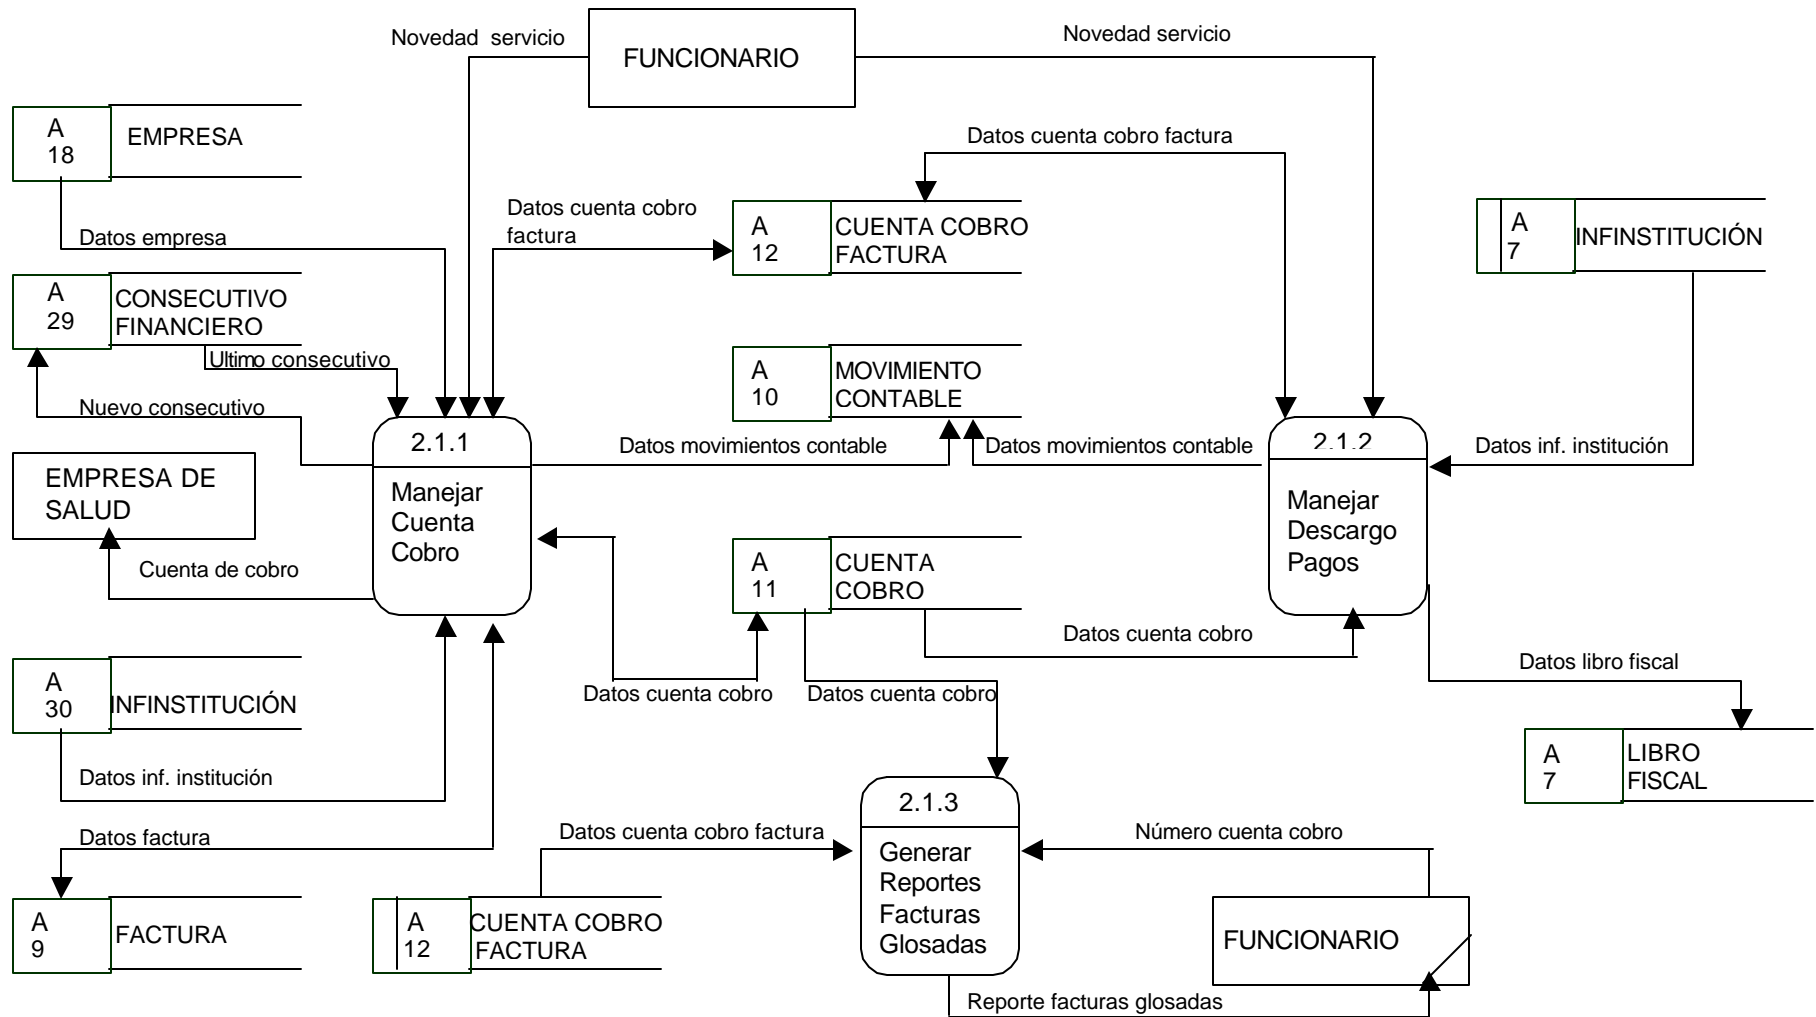 Novedad servicio
FUNCIONARIO
Novedad servicio
A
18
EMPRESA
Datos cuenta cobro factura
Datos cuenta cobro
factura
A
12
CUENTA COBRO
FACTURA
A
7
INFINSTITUCIÓN
Datos empresa
A
29
CONSECUTIVO
FINANCIERO
Ultimo consecutivo
A
10
MOVIMIENTO
CONTABLE
Nuevo consecutivo
2.1.1
Manejar
Cuenta
Cobro
Datos movimientos contable
Datos movimientos contable
2.1.2
Manejar
Descargo
Pagos
Datos inf. institución
EMPRESA DE
SALUD
Cuenta de cobro
A
11
CUENTA
COBRO
Datos cuenta cobro
Datos libro fiscal
A
30
INFINSTITUCIÓN
Datos cuenta cobro
Datos cuenta cobro
Datos inf. institución
A
7
LIBRO
FISCAL
2.1.3
Generar
Reportes
Facturas
Glosadas
Datos factura
Datos cuenta cobro factura
Número cuenta cobro
A
9
FACTURA
A
12
CUENTA COBRO
FACTURA
FUNCIONARIO
Reporte facturas glosadas